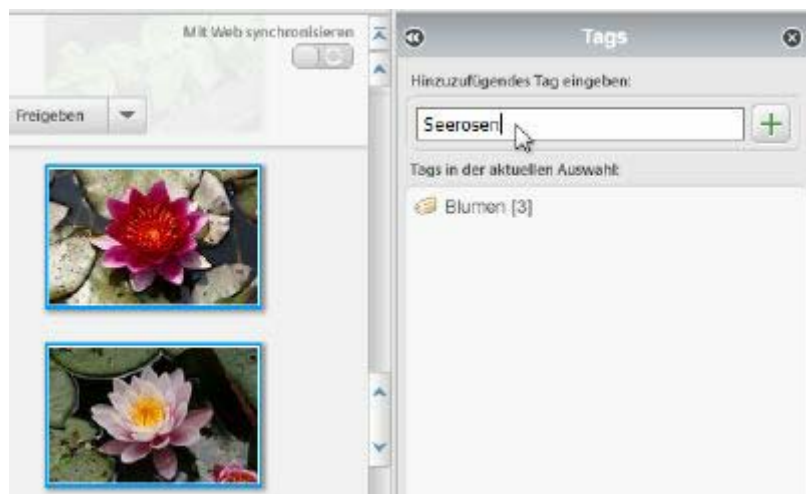 Mit Web synchronisieren
Freigeben
Tags
Hinzuzufügendes Tag eingeben:
Seerosen
Tags in der aktuellen Auswahl:
Blumen [3]